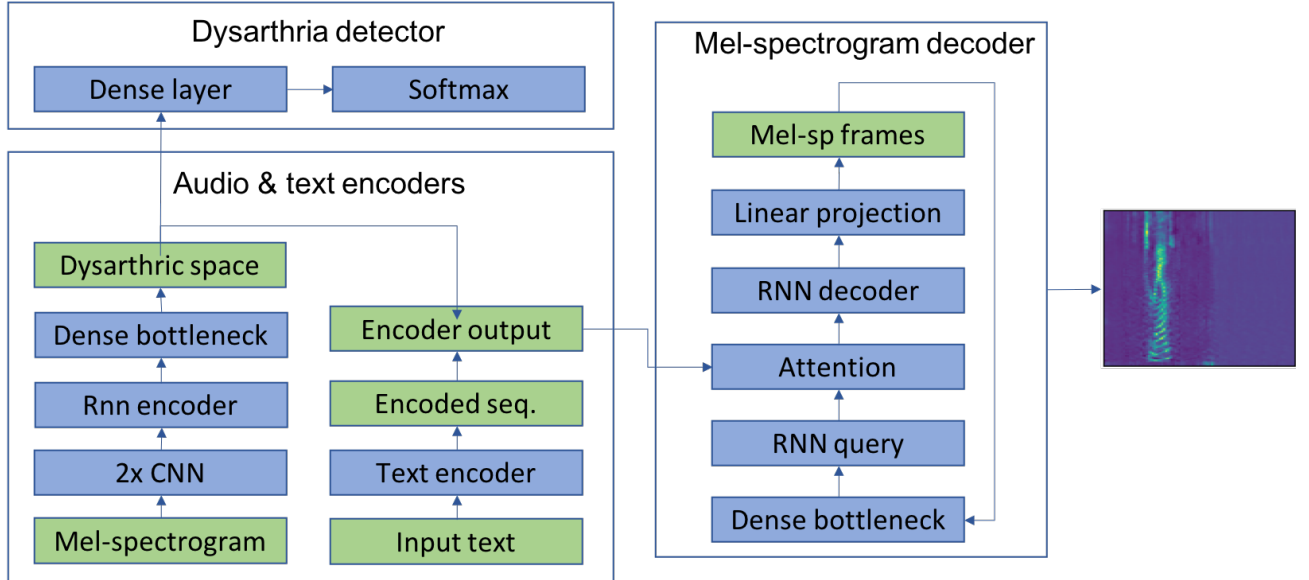 Dysarthria detector
Dense layer
Softmax
Audio & text encoders
Dysarthric space
Dense bottleneck
Rnn encoder
2x CNN
Mel-spectrogram
Encoder output
Encoded seq.
Text encoder
Input text
Mel-spectrogram decoder
Mel-sp frames
Linear projection
RNN decoder
Attention
RNN query
Dense bottleneck